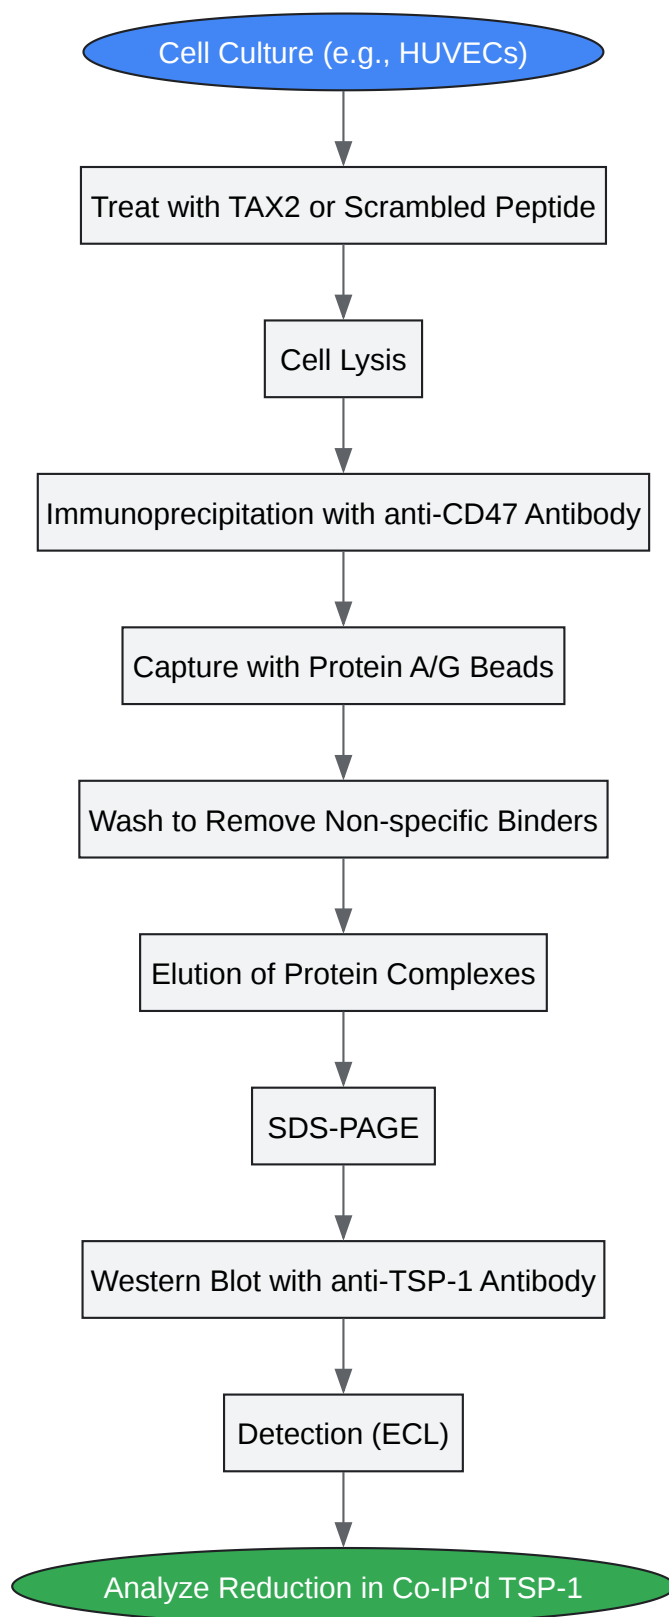 Cell Culture (e.g., HUVECs)
Treat with TAX2 or Scrambled Peptide
Cell Lysis
Immunoprecipitation with anti-CD47 Antibody
Capture with Protein A/G Beads
Wash to Remove Non-specific Binders
Elution of Protein Complexes
SDS-PAGE
Western Blot with anti-TSP-1 Antibody
Detection (ECL)
Analyze Reduction in Co-IP'd TSP-1